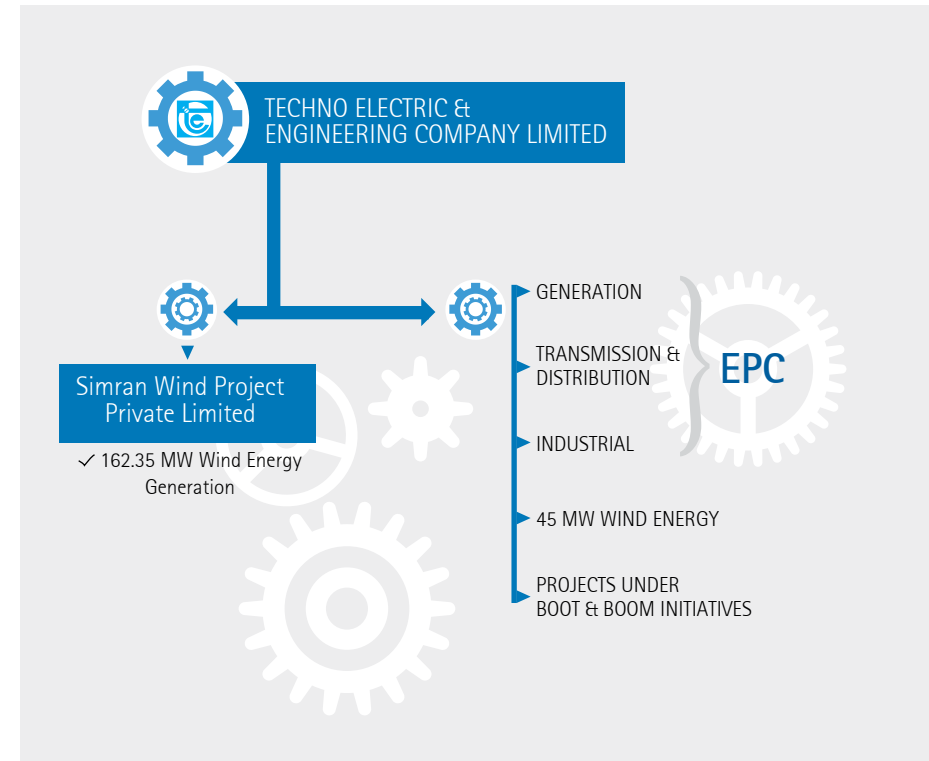 TECHNO ELECTRIC &
ENGINEERING COMPANY LIMITED
Simran Wind Project
Private Limited
✓ 162.35 MW Wind Energy
Generation
GENERATION
TRANSMISSION &
DISTRIBUTION
INDUSTRIAL
EPC
45 MW WIND ENERGY
PROJECTS UNDER
BOOT & BOOM INITIATIVES